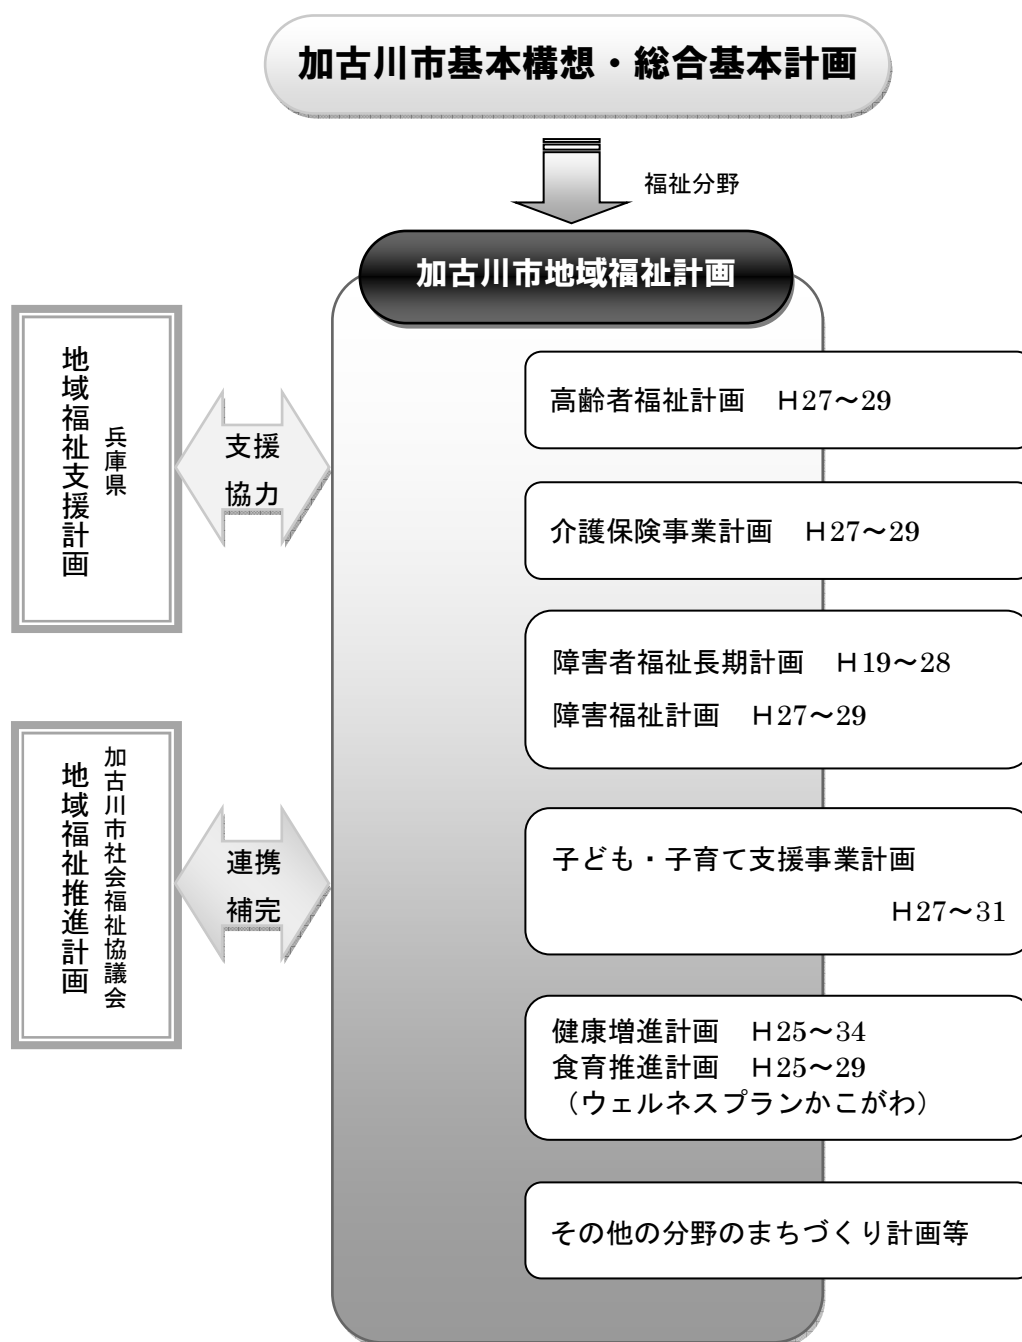 加古川市基本構想・総合基本計画
福祉分野
加古川市地域福祉計画
兵庫県
地域福祉支援計画
支援
協力
高齢者福祉計画　H27～29
介護保険事業計画　H27～29
障害者福祉長期計画　H19～28
障害福祉計画　H27～29
加古川市社会福祉協議会
地域福祉推進計画
連携
補完
子ども・子育て支援事業計画
H27～31
健康増進計画　H25～34
食育推進計画　H25～29
（ウェルネスプランかこがわ）
その他の分野のまちづくり計画等